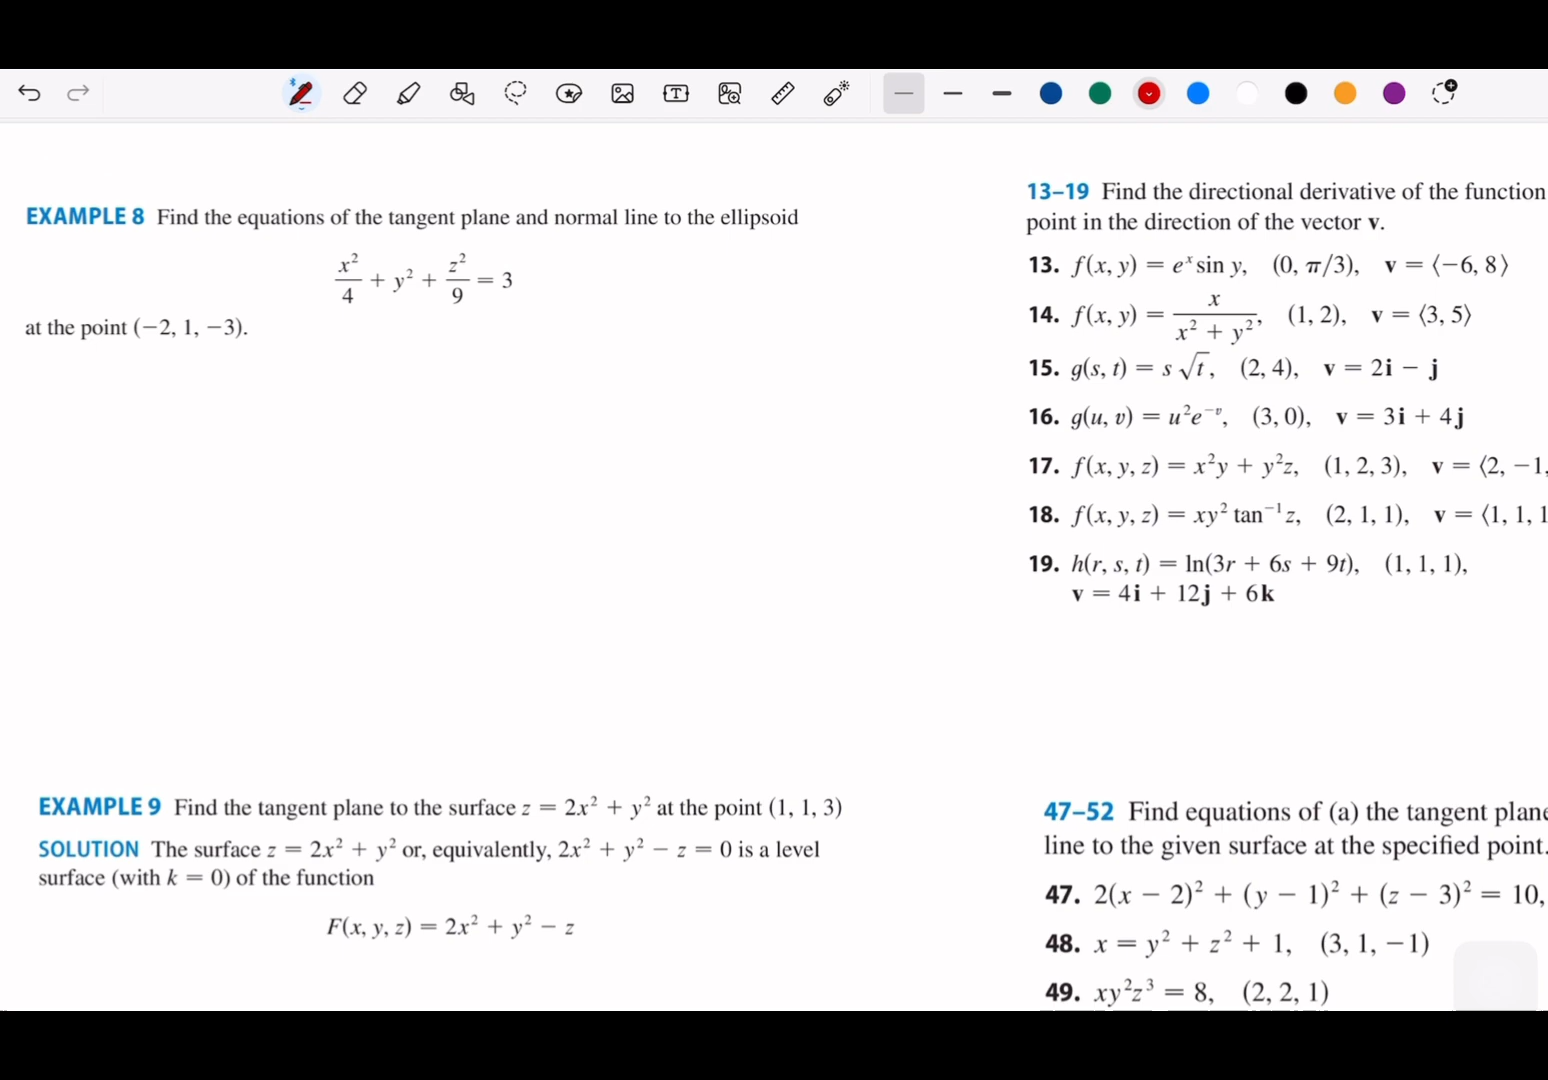 EXAMPLE 8 Find the equations of the tangent plane and normal line to the ellipsoid
x²/4 + y² + z²/9 = 3
at the point (−2, 1, −3).
EXAMPLE 9 Find the tangent plane to the surface z = 2x² + y² at the point (1, 1, 3)
SOLUTION The surface z = 2x² + y² or, equivalently, 2x² + y² − z = 0 is a level
surface (with k = 0) of the function
F(x, y, z) = 2x² + y² − z
13–19 Find the directional derivative of the function
point in the direction of the vector v.
13. f(x, y) = eˣ sin y, (0, π/3), v = ⟨−6, 8⟩
14. f(x, y) = x/(x² + y²), (1, 2), v = ⟨3, 5⟩
15. g(s, t) = s √t, (2, 4), v = 2i − j
16. g(u, v) = u²e⁻ᵛ, (3, 0), v = 3i + 4j
17. f(x, y, z) = x²y + y²z, (1, 2, 3), v = ⟨2, −1,
18. f(x, y, z) = xy² tan⁻¹z, (2, 1, 1), v = ⟨1, 1, 1
19. h(r, s, t) = ln(3r + 6s + 9t), (1, 1, 1),
v = 4i + 12j + 6k
47–52 Find equations of (a) the tangent plane
line to the given surface at the specified point.
47. 2(x − 2)² + (y − 1)² + (z − 3)² = 10,
48. x = y² + z² + 1, (3, 1, −1)
49. xy²z³ = 8, (2, 2, 1)